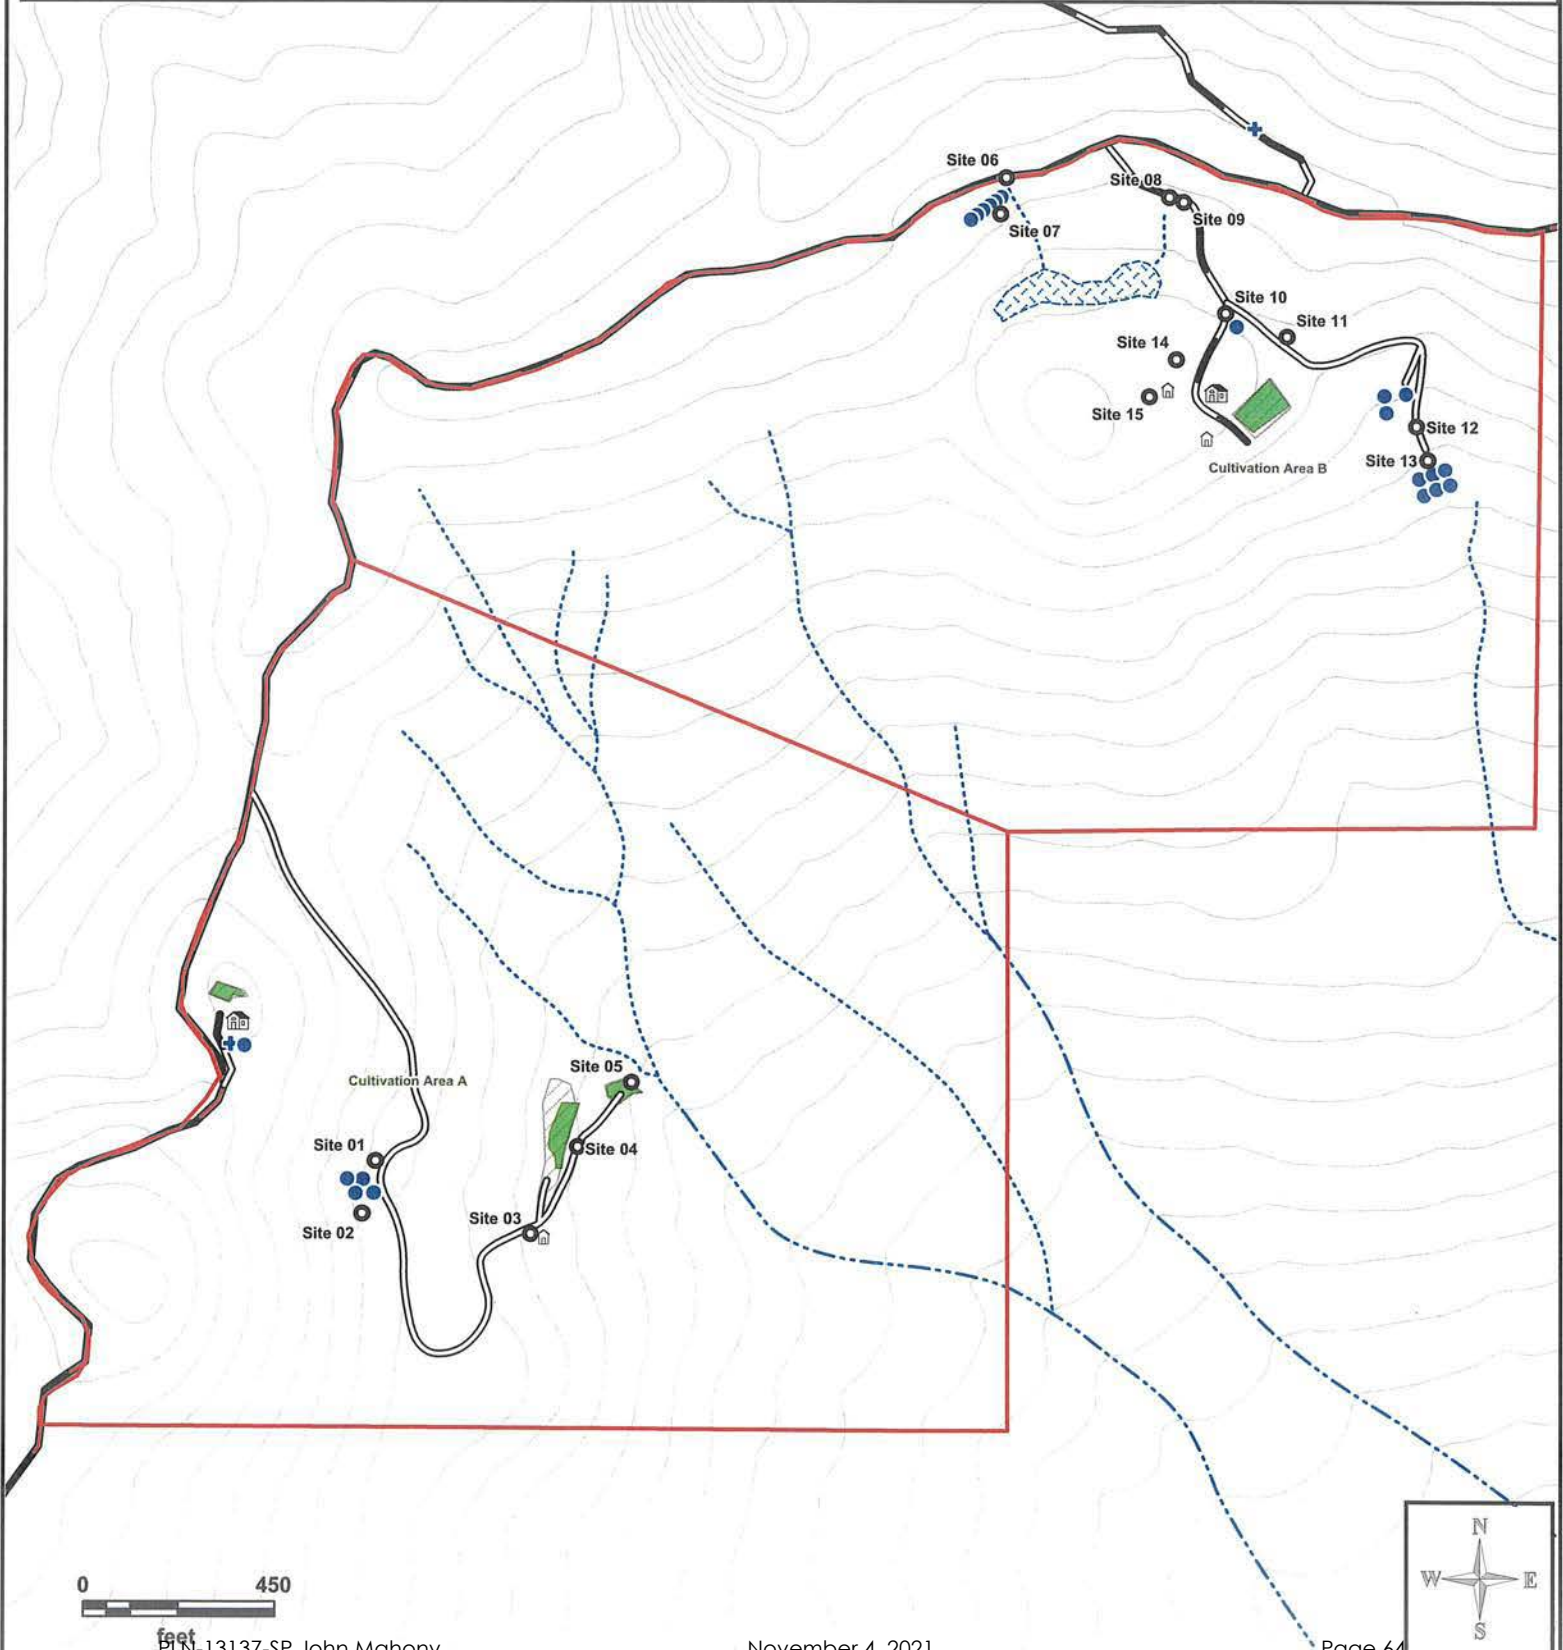 Site 06
Site 08
Site 09
Site 07
Site 10
Site 11
Site 14
Site 15
Site 12
Site 13
Cultivation Area B
Site 05
Cultivation Area A
Site 01
Site 04
Site 03
Site 02
N
W E
S
0 450
feet
PLN-13137-SP John Mahony November 4, 2021 Page 64